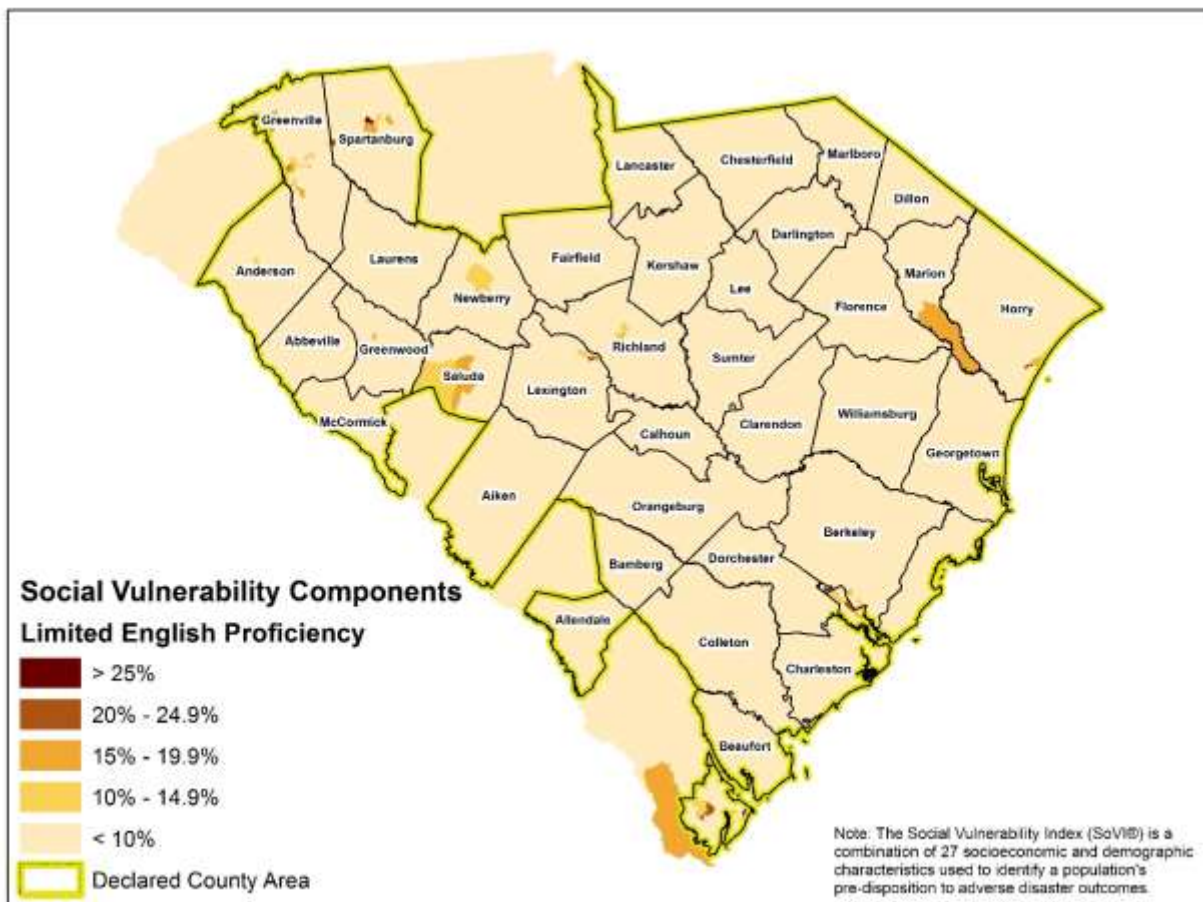 Greenville
Spartanburg
Lancaster
Chesterfield
Marlboro
Dillon
Darlington
Marion
Horry
Anderson
Laurens
Newberry
Fairfield
Kershaw
Lee
Florence
Abbeville
Greenwood
Saluda
Lexington
Richland
Sumter
McCormick
Calhoun
Clarendon
Williamsburg
Georgetown
Aiken
Orangeburg
Berkeley
Bamberg
Dorchester
Allendale
Colleton
Charleston
Beaufort
Social Vulnerability Components
Limited English Proficiency
> 25%
20% - 24.9%
15% - 19.9%
10% - 14.9%
< 10%
Declared County Area
Note: The Social Vulnerability Index (SoVI®) is a
combination of 27 socioeconomic and demographic
characteristics used to identify a population's
pre-disposition to adverse disaster outcomes.